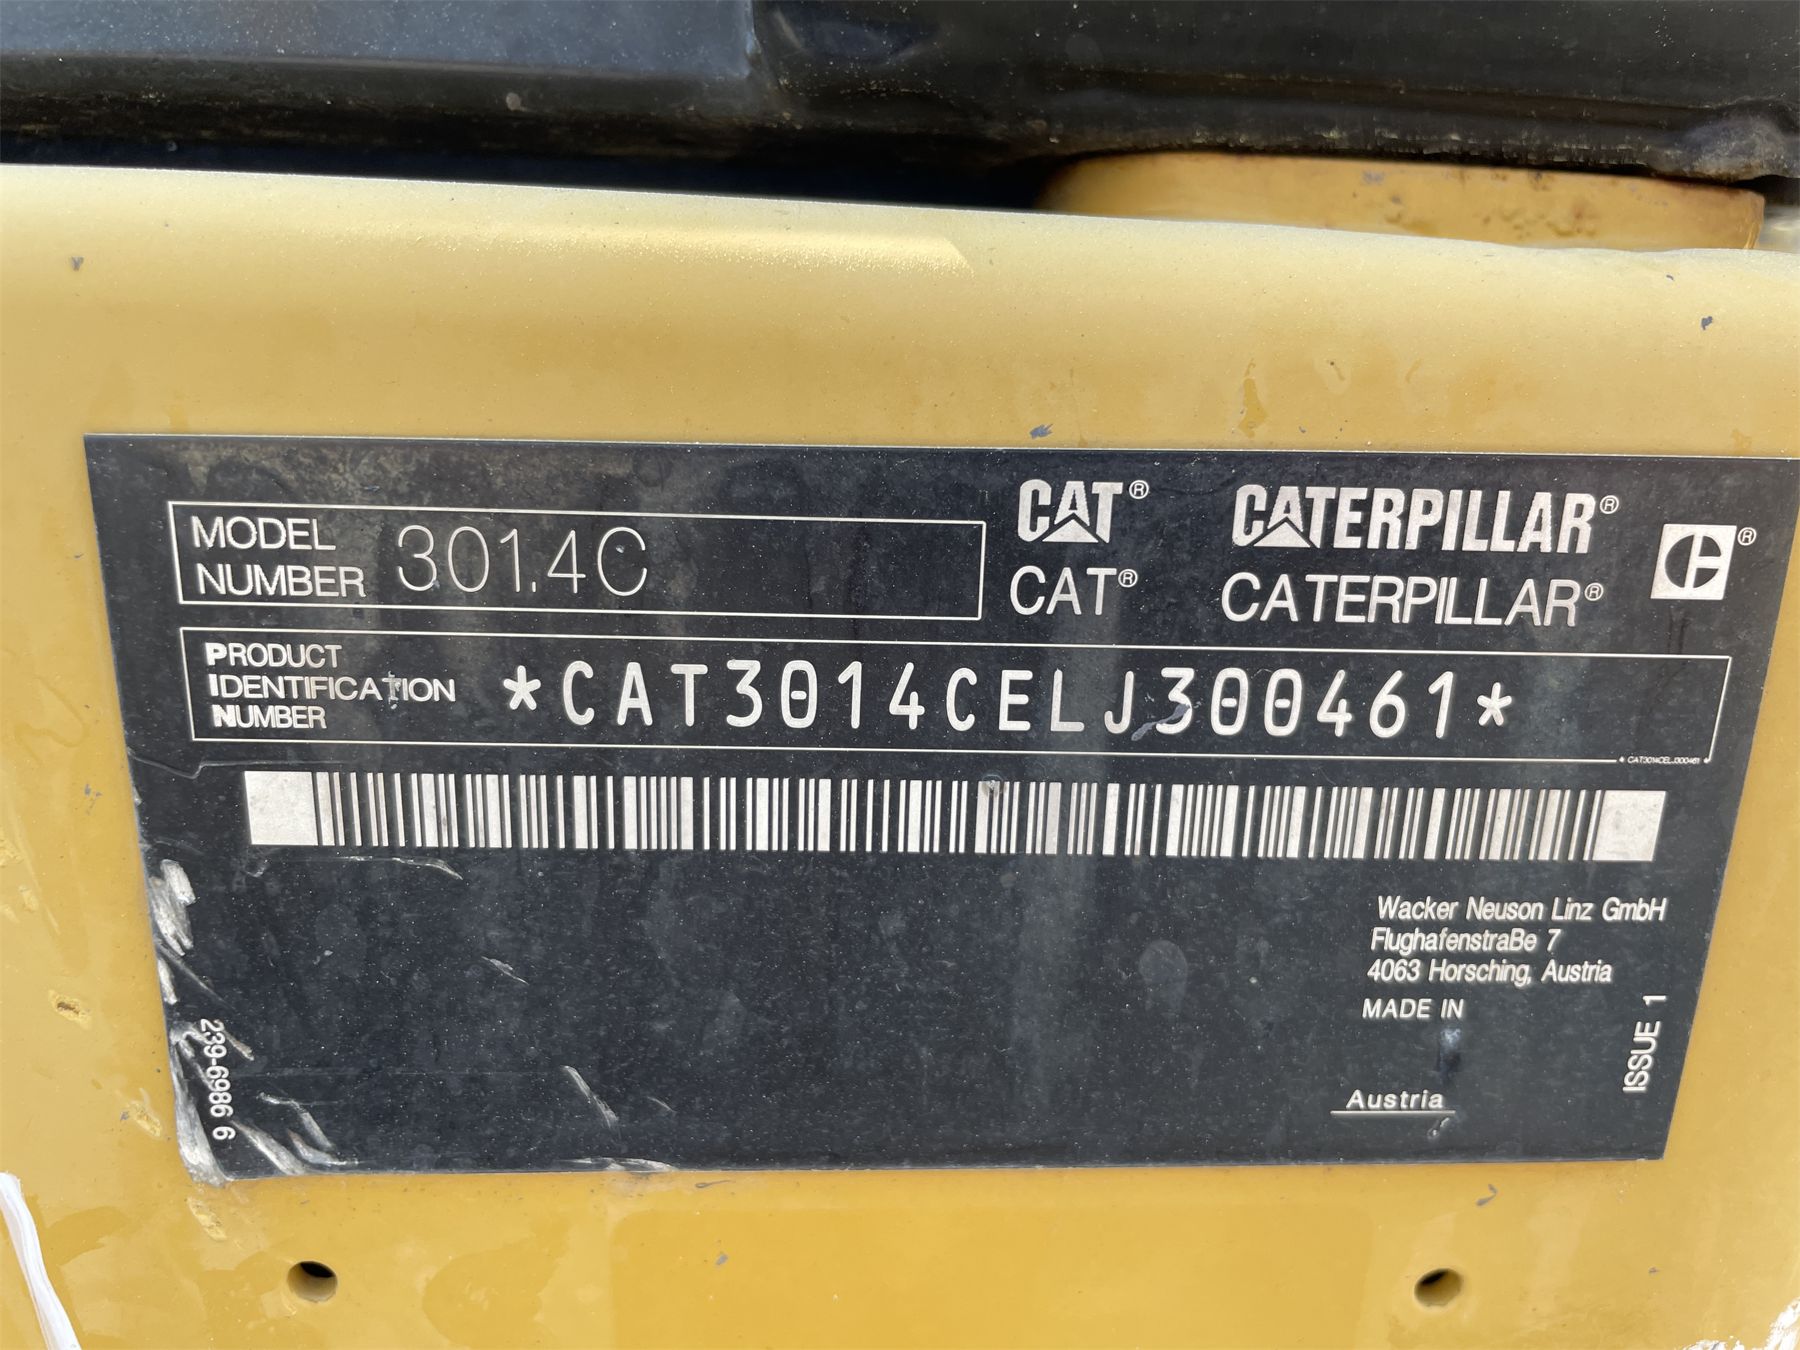 MODEL NUMBER 301.4C
CAT® CATERPILLAR® ®
CAT® CATERPILLAR®
PRODUCT IDENTIFICATION NUMBER *CAT3014CELJ300461*
* CAT3014CELJ300461 *
Wacker Neuson Linz GmbH
FlughafenstraBe 7
4063 Horsching, Austria
MADE IN
Austria
ISSUE 1
239-6986 6